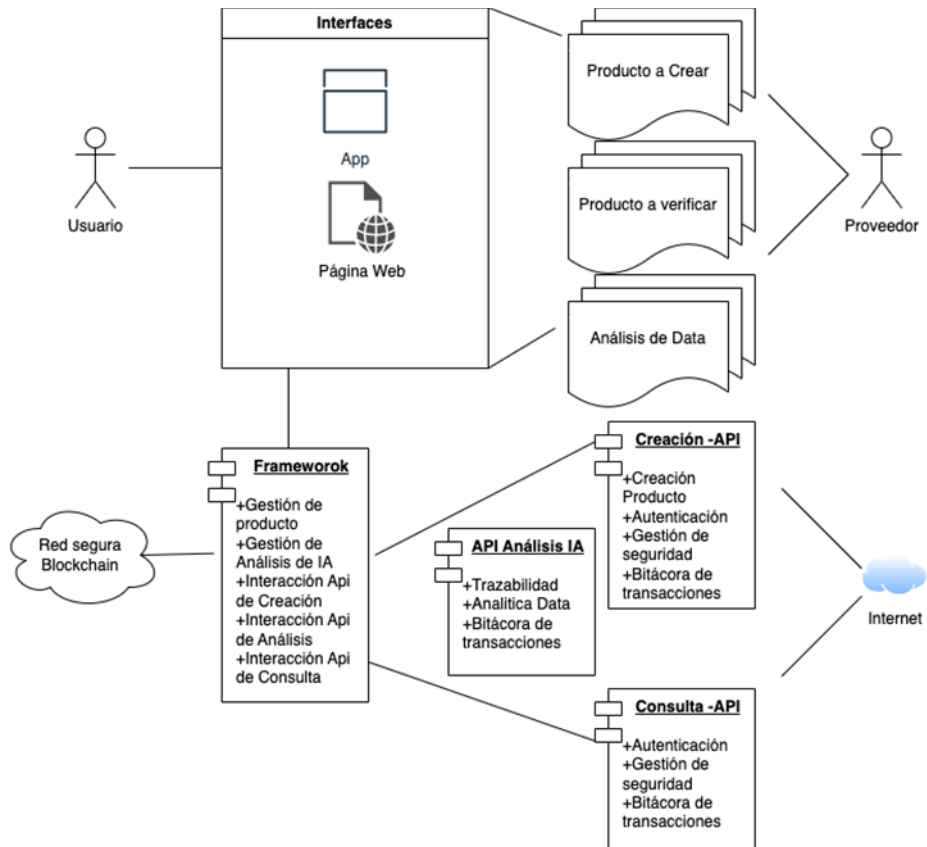 Interfaces
App
Página Web
Usuario
Producto a Crear
Producto a verificar
Análisis de Data
Proveedor
Frameworok
+Gestión de
producto
+Gestión de
Análisis de IA
+Interacción Api
de Creación
+Interacción Api
de Análisis
+Interacción Api
de Consulta
Red segura
Blockchain
API Análisis IA
+Trazabilidad
+Analitica Data
+Bitácora de
transacciones
Creación -API
+Creación
Producto
+Autenticación
+Gestión de
seguridad
+Bitácora de
transacciones
Internet
Consulta -API
+Autenticación
+Gestión de
seguridad
+Bitácora de
transacciones